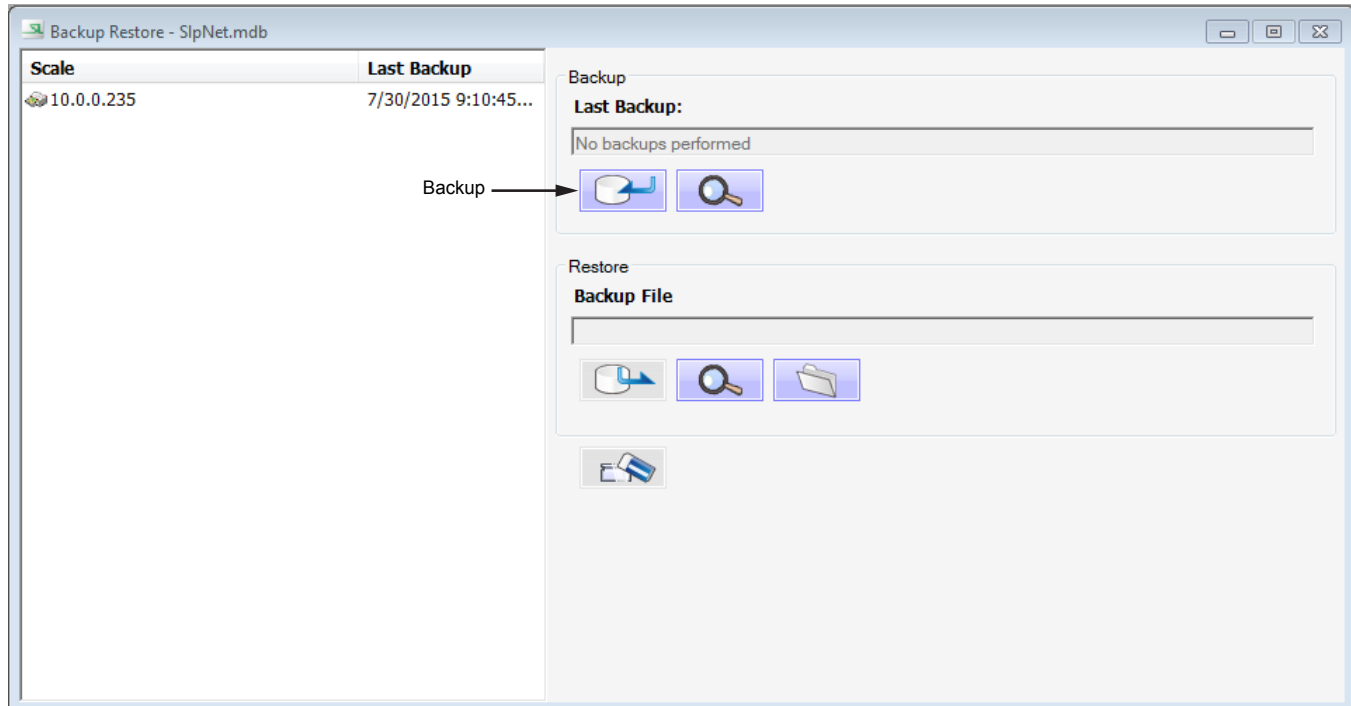 Backup Restore - SlpNet.mdb
Scale Last Backup
10.0.0.235 7/30/2015 9:10:45...
Backup
Last Backup:
No backups performed
Backup
Restore
Backup File